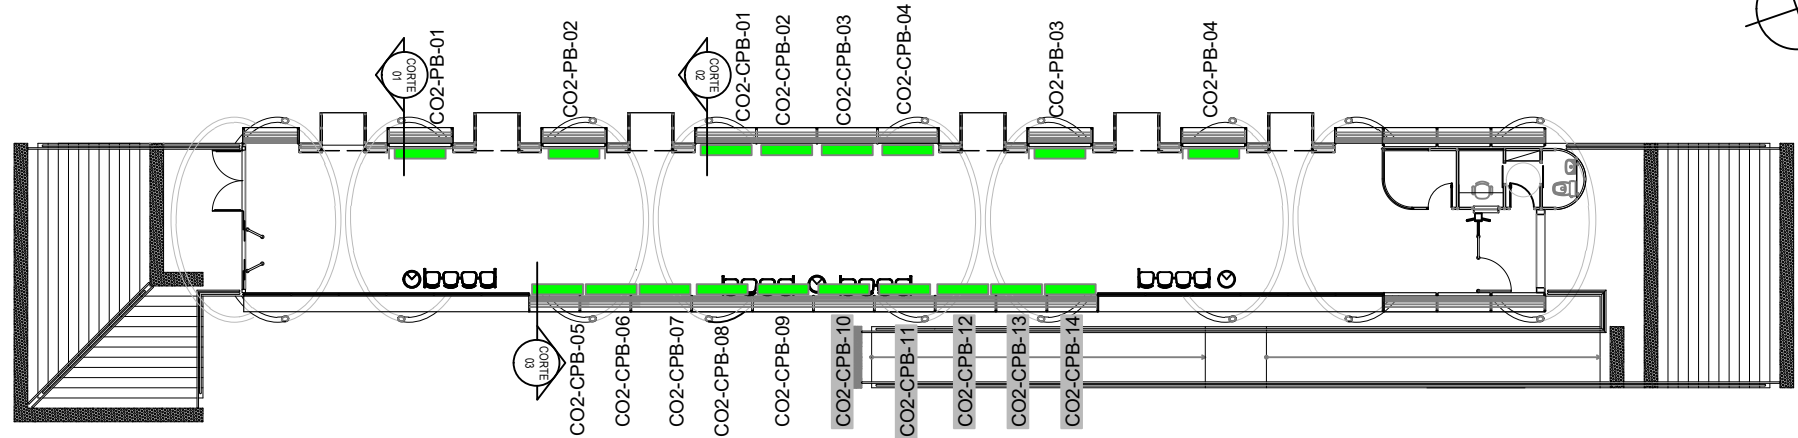 CORTE
01
CO2-PB-01
CO2-PB-02
CORTE
02
CO2-CPB-01
CO2-CPB-02
CO2-CPB-03
CO2-CPB-04
CO2-PB-03
CO2-PB-04
CORTE
03
CO2-CPB-05
CO2-CPB-06
CO2-CPB-07
CO2-CPB-08
CO2-CPB-09
CO2-CPB-10
CO2-CPB-11
CO2-CPB-12
CO2-CPB-13
CO2-CPB-14